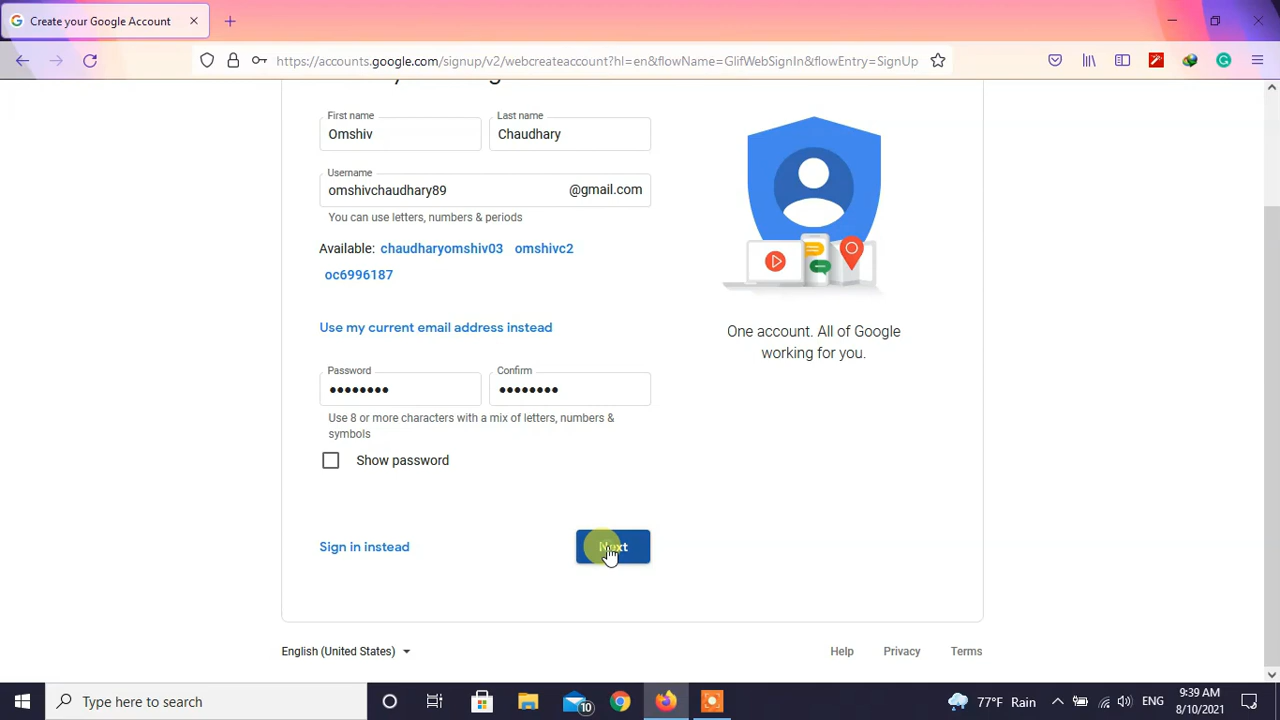 Create your Google Account
https://accounts.google.com/signup/v2/webcreateaccount?hl=en&flowName=GlifWebSignIn&flowEntry=SignUp
First name
Last name
Omshiv
Chaudhary
Username
omshivchaudhary89
@gmail.com
You can use letters, numbers & periods
Available: chaudharyomshiv03 omshivc2
oc6996187
Use my current email address instead
One account. All of Google
working for you.
Password
Confirm
••••••••
••••••••
Use 8 or more characters with a mix of letters, numbers &
symbols
Show password
Sign in instead
Next
English (United States)
Help
Privacy
Terms
Type here to search
10
77°F Rain
ENG
9:39 AM
8/10/2021